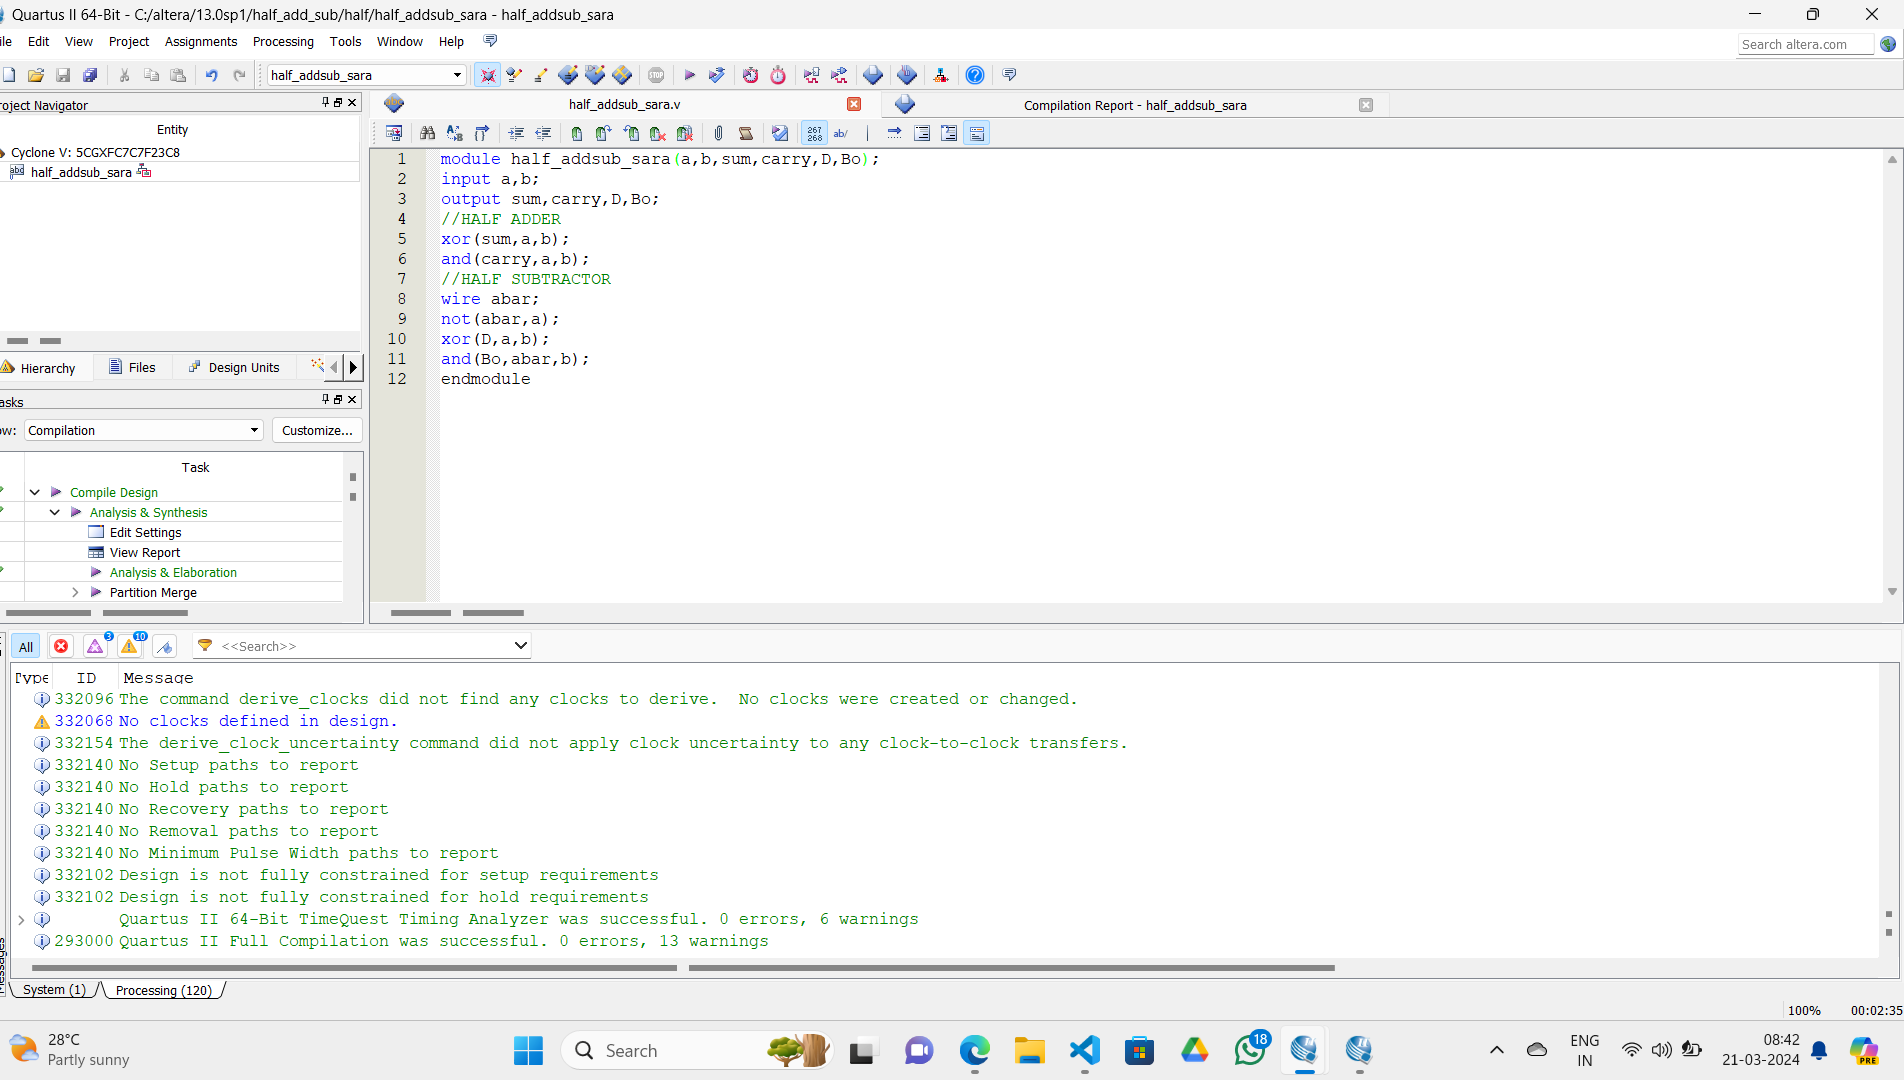 Quartus II 64-Bit - C:/altera/13.0sp1/half_add_sub/half/half_addsub_sara - half_addsub_sara
ile Edit View Project Assignments Processing Tools Window Help
Search altera.com
half_addsub_sara
STOP
roject Navigator
half_addsub_sara.v
Compilation Report - half_addsub_sara
Entity
267
268
ab/
Cyclone V: 5CGXFC7C7F23C8
abd half_addsub_sara
1 module half_addsub_sara(a,b,sum,carry,D,Bo);
2 input a,b;
3 output sum,carry,D,Bo;
4 //HALF ADDER
5 xor(sum,a,b);
6 and(carry,a,b);
7 //HALF SUBTRACTOR
8 wire abar;
9 not(abar,a);
10 xor(D,a,b);
11 and(Bo,abar,b);
12 endmodule
Hierarchy Files Design Units
asks
ow: Compilation Customize...
Task
Compile Design
Analysis & Synthesis
Edit Settings
View Report
Analysis & Elaboration
Partition Merge
All 3 10 <<Search>>
Type ID Message
332096 The command derive_clocks did not find any clocks to derive.  No clocks were created or changed.
332068 No clocks defined in design.
332154 The derive_clock_uncertainty command did not apply clock uncertainty to any clock-to-clock transfers.
332140 No Setup paths to report
332140 No Hold paths to report
332140 No Recovery paths to report
332140 No Removal paths to report
332140 No Minimum Pulse Width paths to report
332102 Design is not fully constrained for setup requirements
332102 Design is not fully constrained for hold requirements
Quartus II 64-Bit TimeQuest Timing Analyzer was successful. 0 errors, 6 warnings
293000 Quartus II Full Compilation was successful. 0 errors, 13 warnings
Messages
System (1) Processing (120)
100% 00:02:35
28°C
Partly sunny
Search
18
ENG
IN
08:42
21-03-2024
PRE